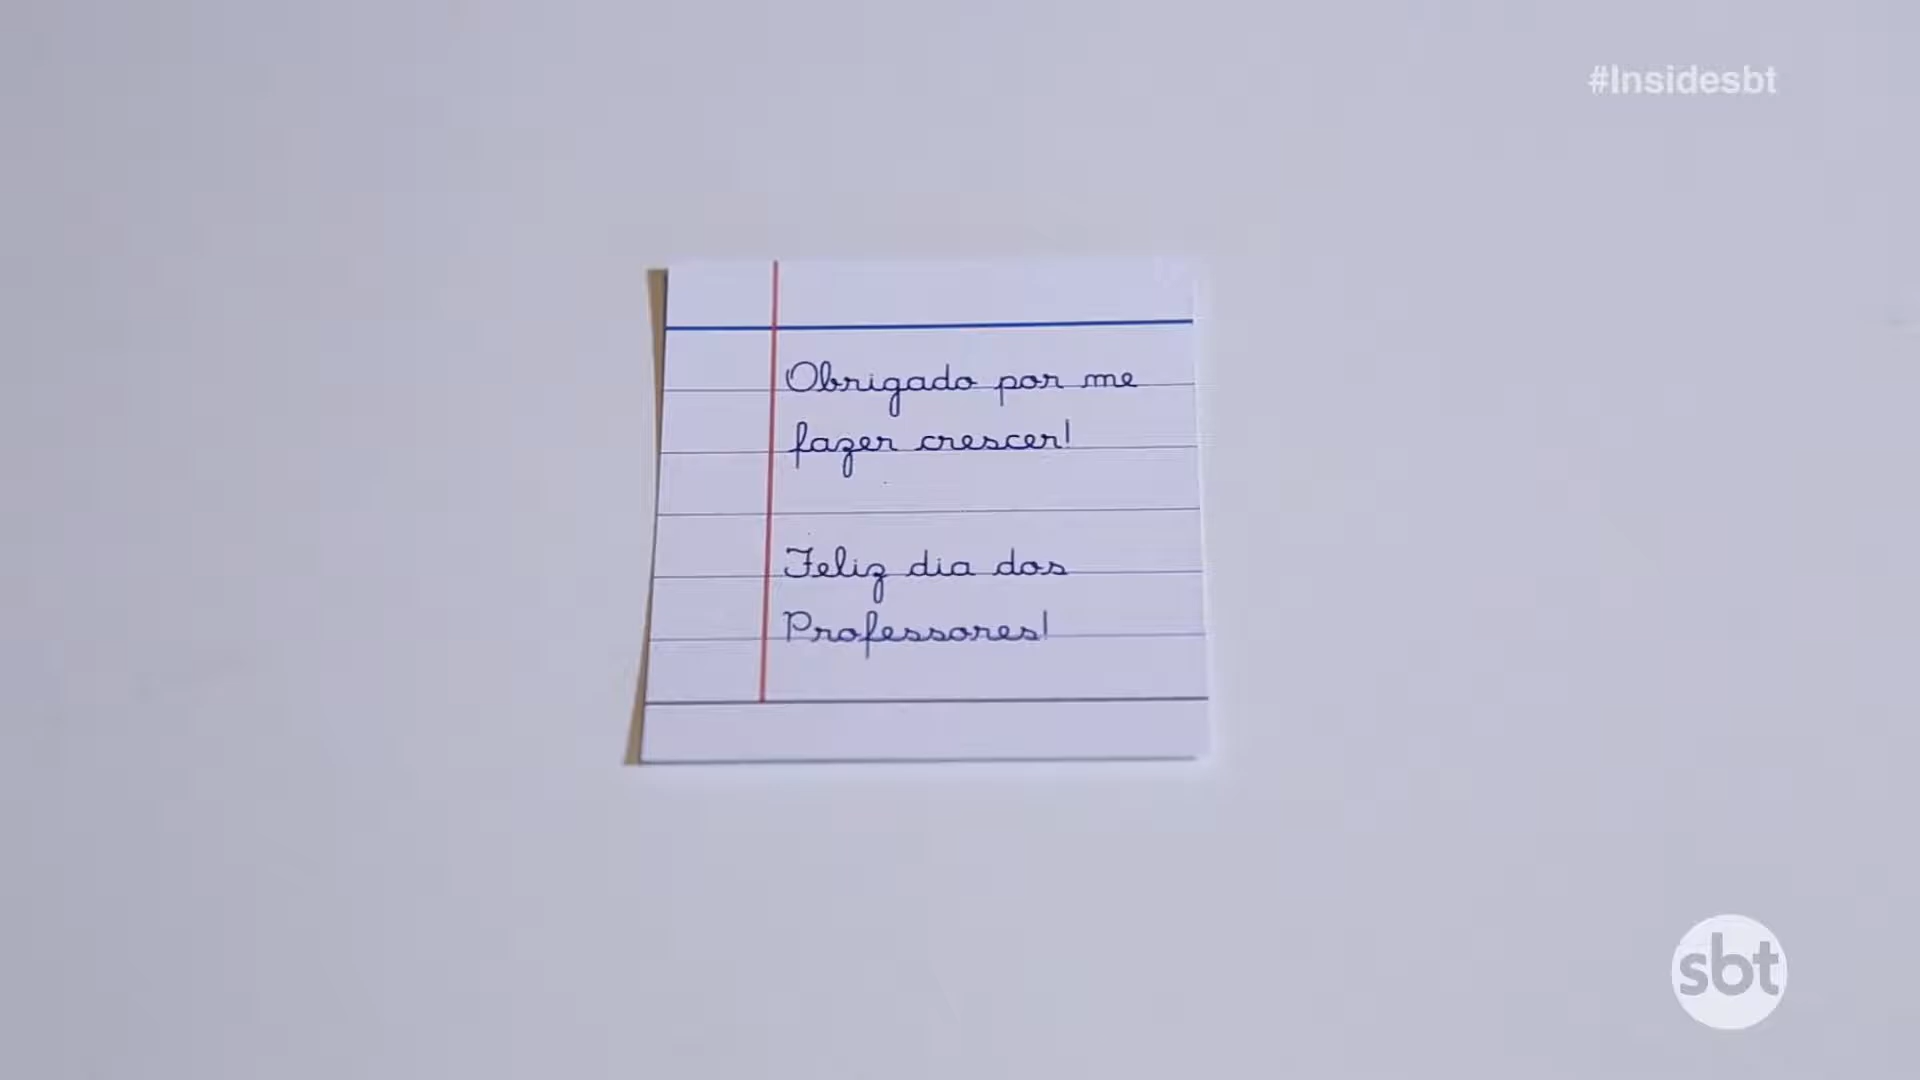 #Insidesbt
Obrigado por me
fazer crescer!
Feliz dia dos
Professores!
sbt